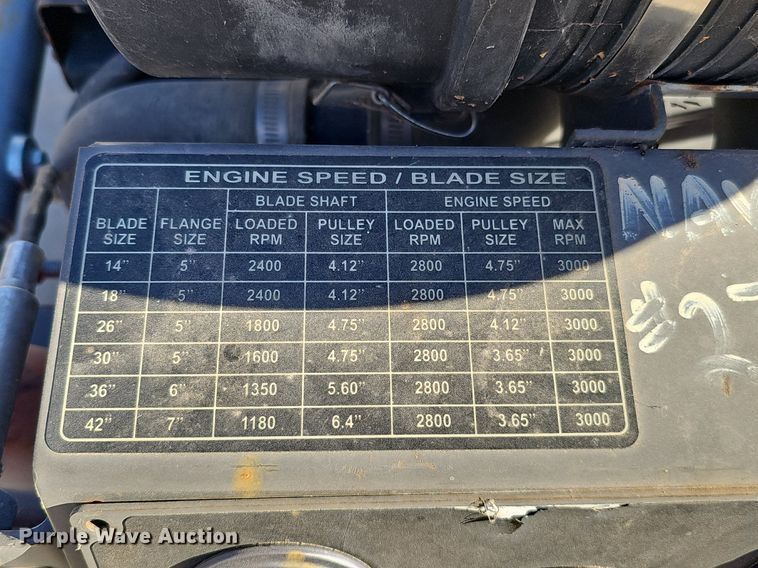 ENGINE SPEED / BLADE SIZE
BLADE SHAFT ENGINE SPEED
BLADE SIZE FLANGE SIZE LOADED RPM PULLEY SIZE LOADED RPM PULLEY SIZE MAX RPM
14" 5" 2400 4.12" 2800 4.75" 3000
18" 5" 2400 4.12" 2800 4.75" 3000
26" 5" 1800 4.75" 2800 4.12" 3000
30" 5" 1600 4.75" 2800 3.65" 3000
36" 6" 1350 5.60" 2800 3.65" 3000
42" 7" 1180 6.4" 2800 3.65" 3000
Purple Wave Auction